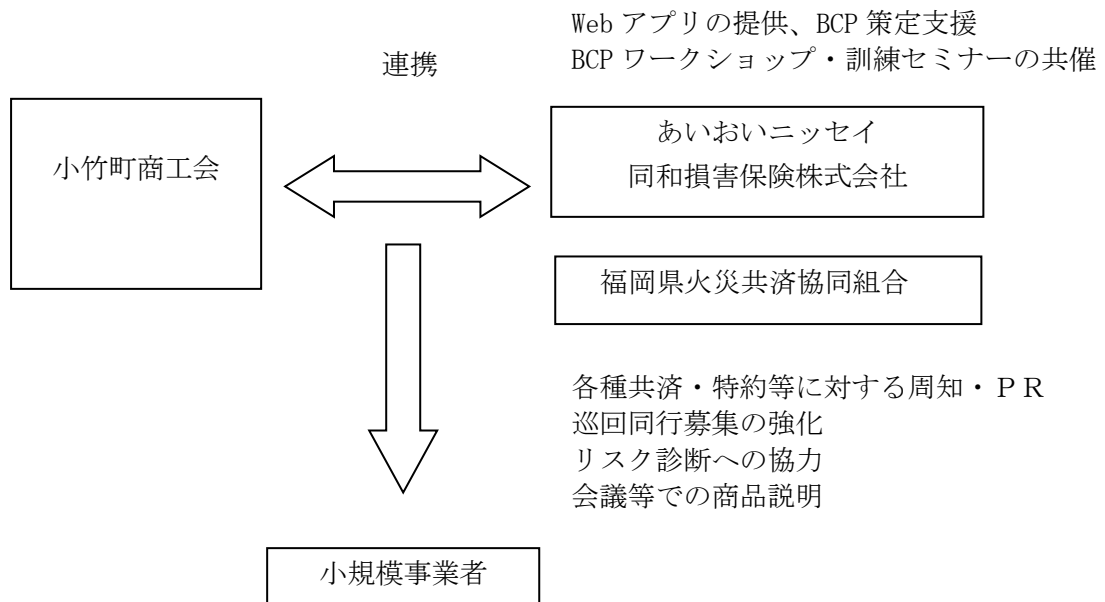 Web アプリの提供、BCP 策定支援
BCP ワークショップ・訓練セミナーの共催
連携
小竹町商工会
あいおいニッセイ
同和損害保険株式会社
福岡県火災共済協同組合
各種共済・特約等に対する周知・ＰＲ
巡回同行募集の強化
リスク診断への協力
会議等での商品説明
小規模事業者